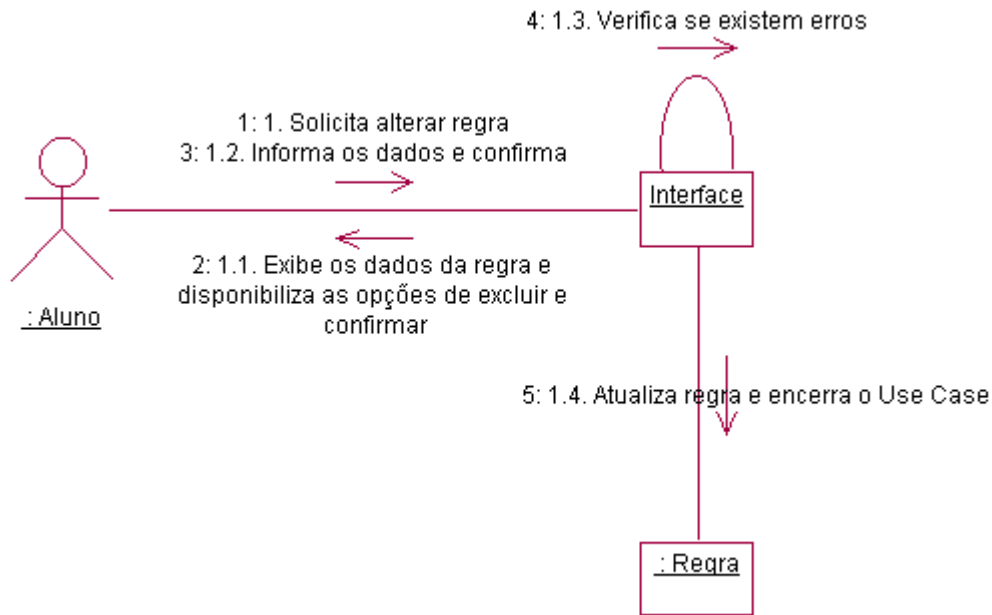 4: 1.3. Verifica se existem erros
1: 1. Solicita alterar regra
3: 1.2. Informa os dados e confirma
Interface
2: 1.1. Exibe os dados da regra e
disponibiliza as opções de excluir e
confirmar
: Aluno
5: 1.4. Atualiza regra e encerra o Use Case
: Regra